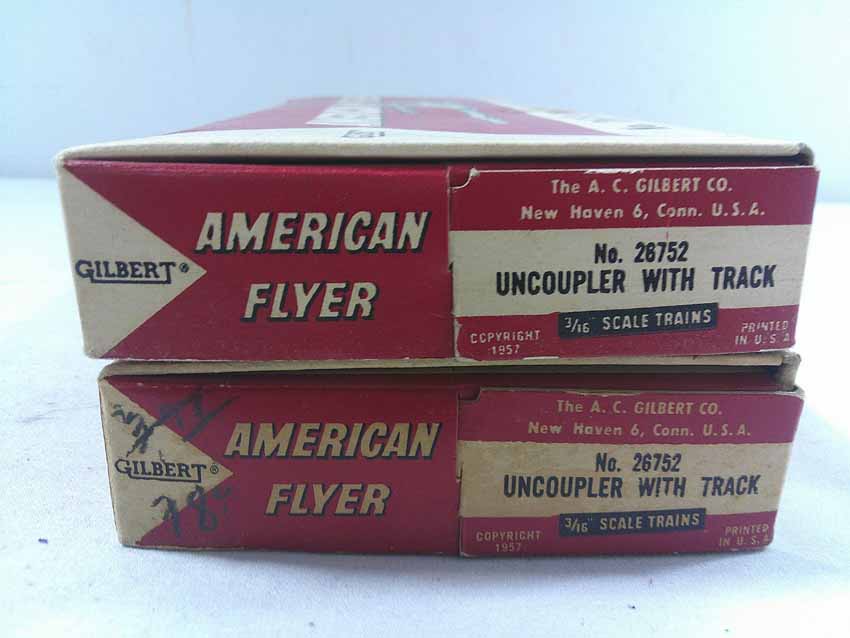 GILBERT®
AMERICAN
FLYER
The A. C. GILBERT CO.
New Haven 6, Conn. U.S.A.
No. 26752
UNCOUPLER WITH TRACK
3/16" SCALE TRAINS
COPYRIGHT
1957
PRINTED
IN U. S. A
GILBERT®
AMERICAN
FLYER
The A. C. GILBERT CO.
New Haven 6, Conn. U.S.A.
No. 26752
UNCOUPLER WITH TRACK
3/16" SCALE TRAINS
COPYRIGHT
1957
PRINTED
IN U. S. A